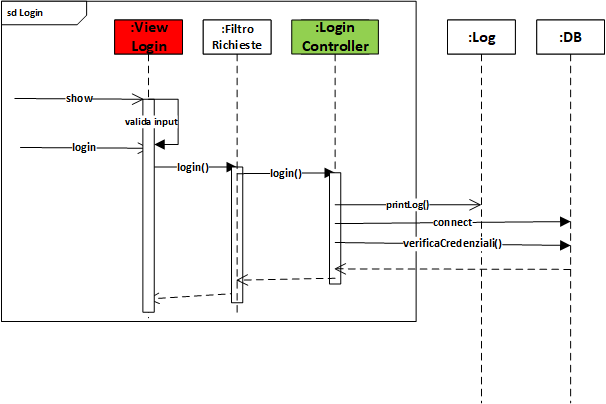 sd Login
:View
Login
:Filtro
Richieste
:Login
Controller
:Log
:DB
show
valida input
login
login()
login()
printLog()
connect
verificaCredenziali()